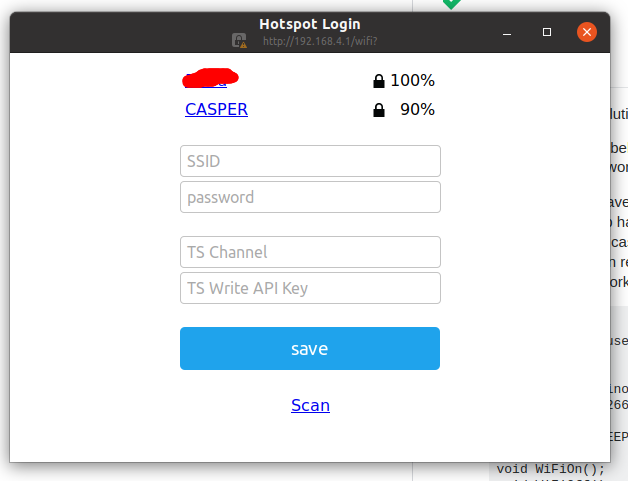 Hotspot Login
http://192.168.4.1/wifi?
100%
CASPER 90%
SSID
password
TS Channel
TS Write API Key
save
Scan
void WiFiOn();